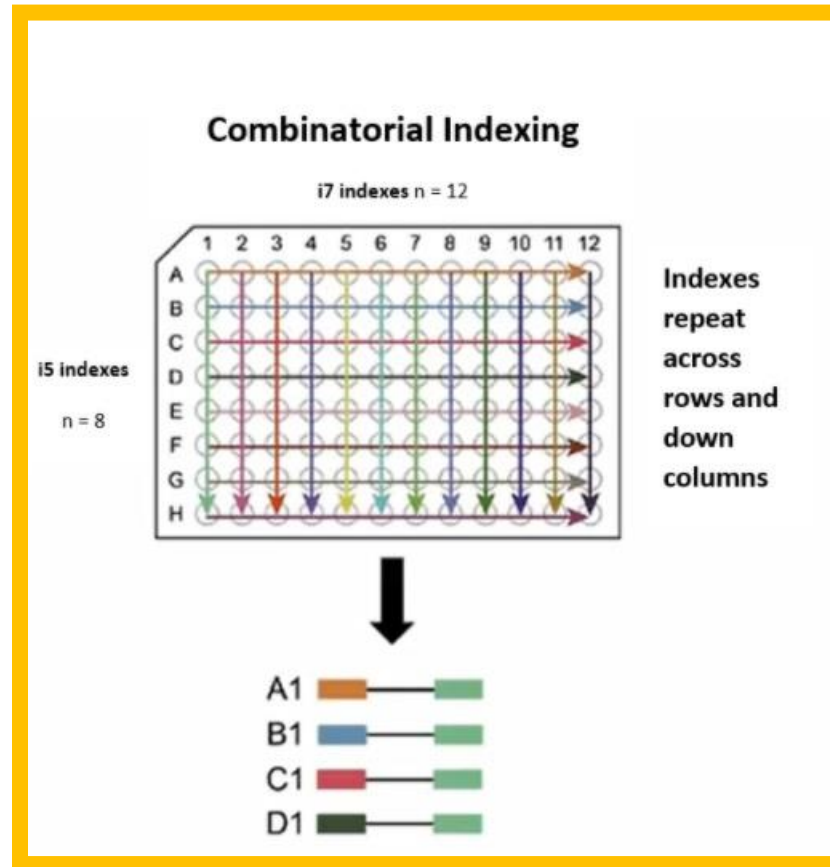 Combinatorial Indexing
i7 indexes n = 12
1 2 3 4 5 6 7 8 9 10 11 12
A
B
C
D
E
F
G
H
i5 indexes
n = 8
Indexes
repeat
across
rows and
down
columns
A1
B1
C1
D1